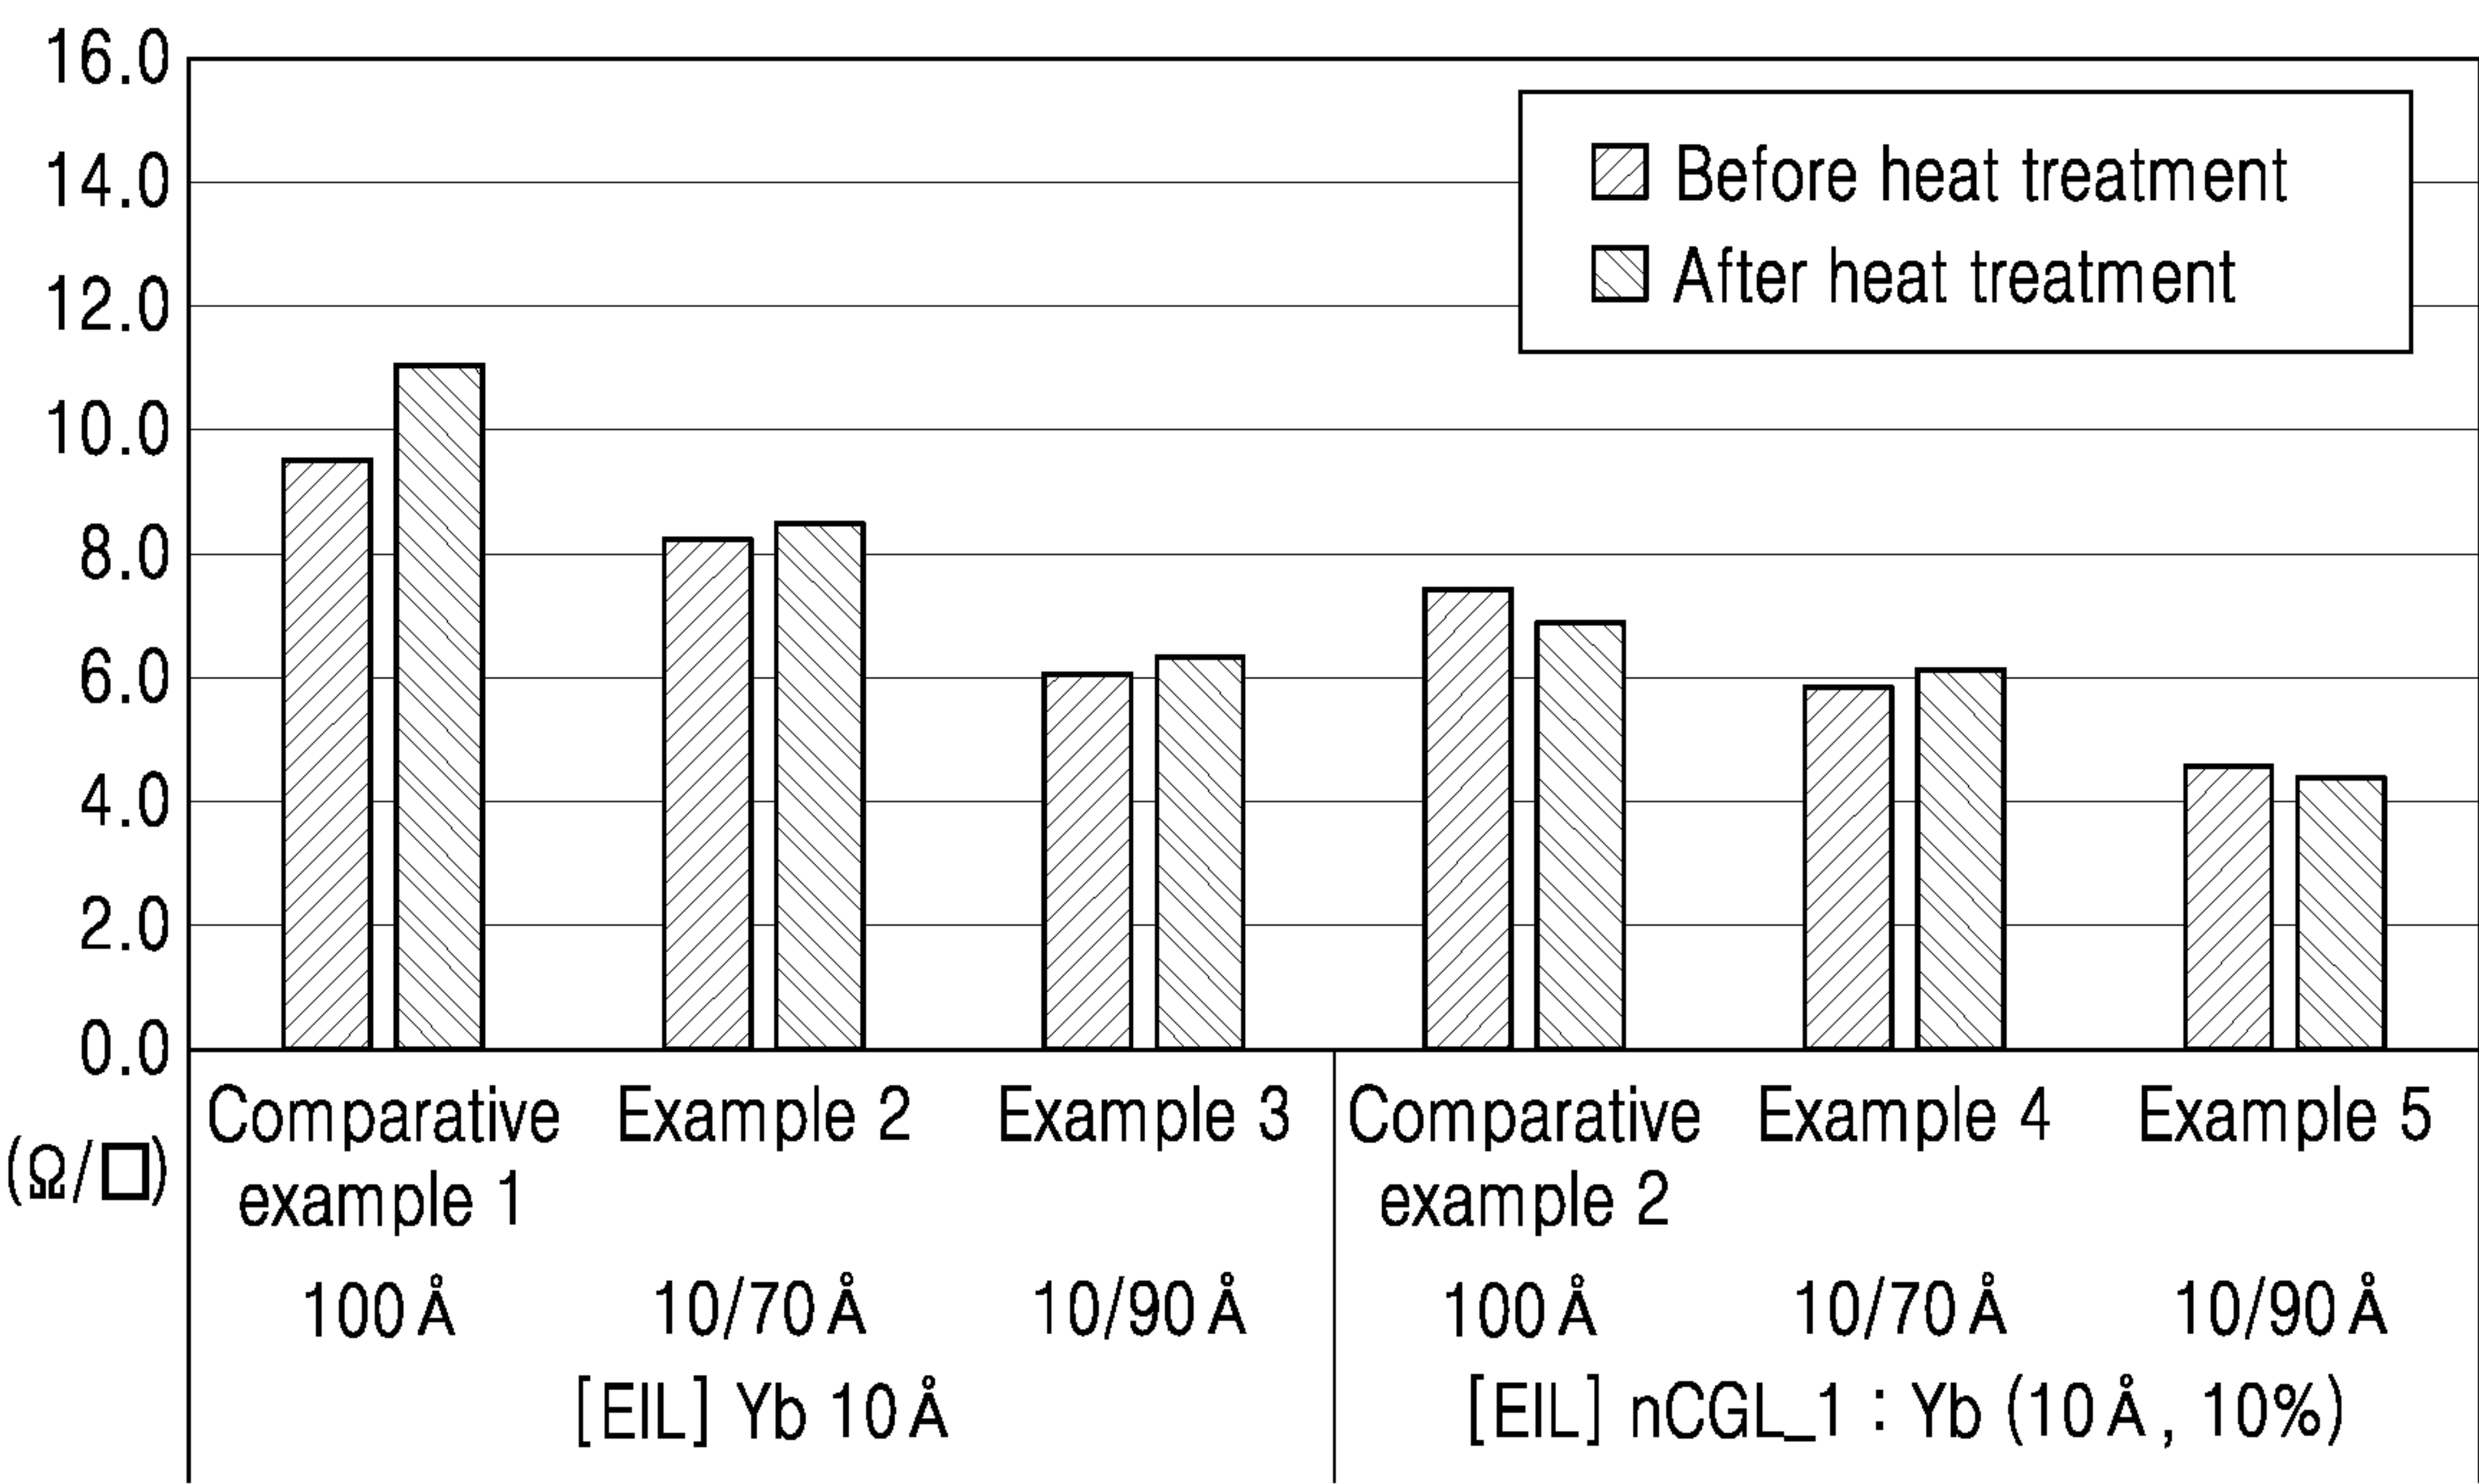 16.0
14.0
12.0
10.0
8.0
6.0
4.0
2.0
0.0
(Ω/□)
Before heat treatment
After heat treatment
Comparative example 1
Example 2
Example 3
Comparative example 2
Example 4
Example 5
100Å
10/70Å
10/90Å
100Å
10/70Å
10/90Å
[EIL] Yb 10Å
[EIL] nCGL_1 : Yb (10Å, 10%)